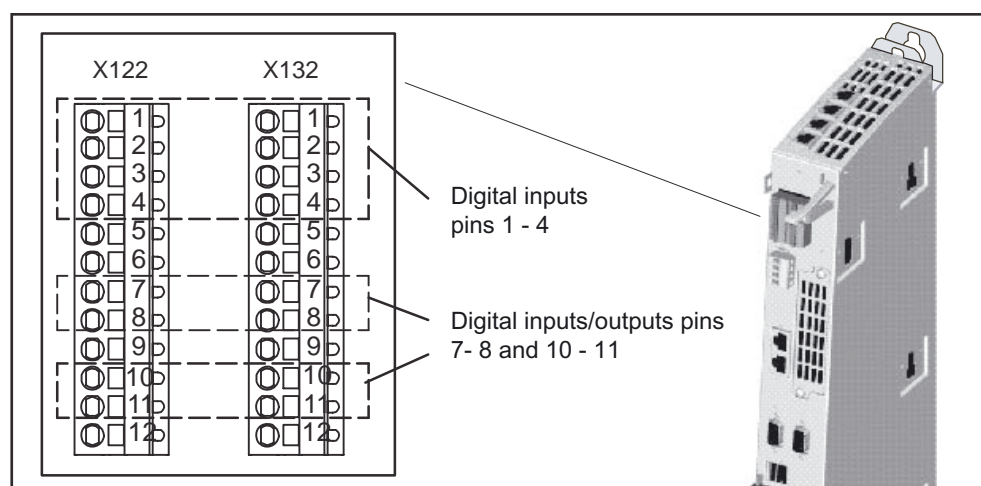 X122 X132
1 1
2 2
3 3
4 4
5 5
6 6
7 7
8 8
9 9
10 10
11 11
12 12
Digital inputs
pins 1 - 4
Digital inputs/outputs pins
7- 8 and 10 - 11